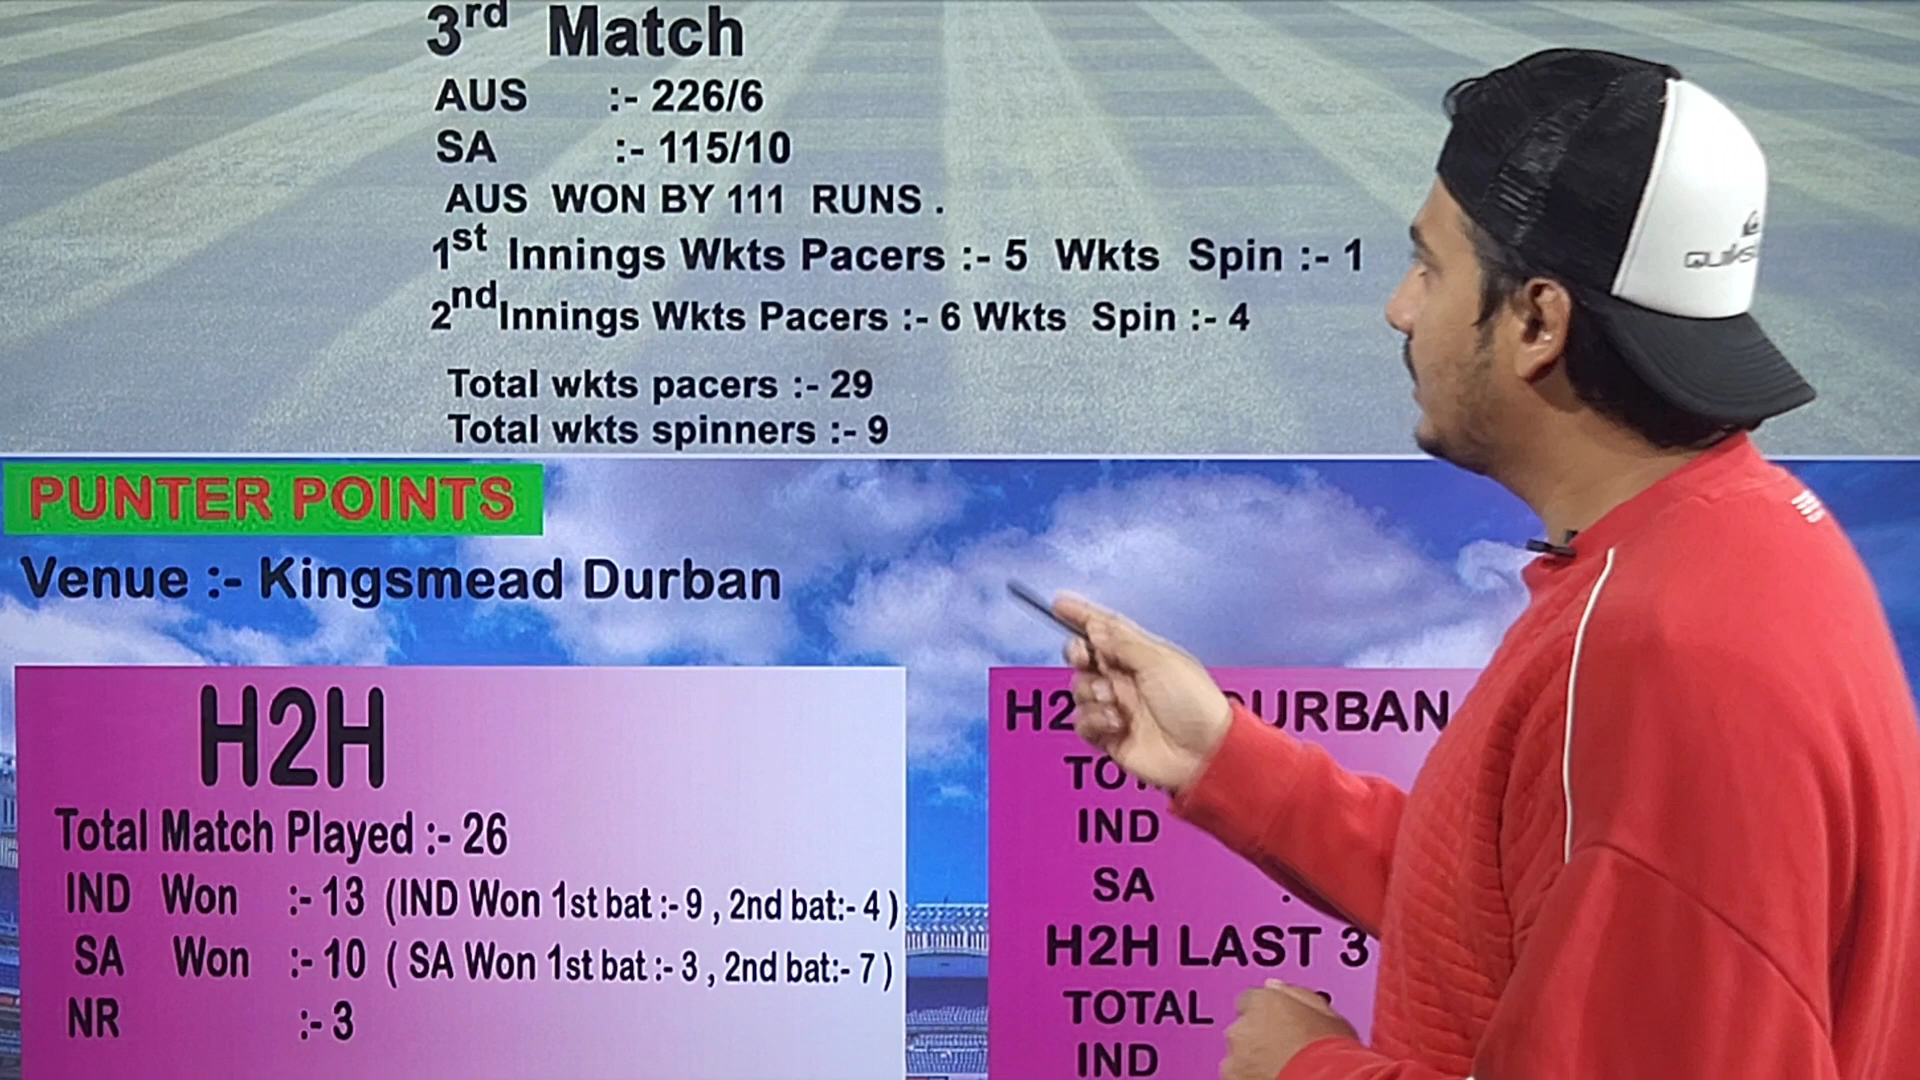 3rd Match
AUS :- 226/6
SA :- 115/10
AUS WON BY 111 RUNS .
1st Innings Wkts Pacers :- 5 Wkts Spin :- 1
2nd Innings Wkts Pacers :- 6 Wkts Spin :- 4
Total wkts pacers :- 29
Total wkts spinners :- 9
PUNTER POINTS
Venue :- Kingsmead Durban
H2H
Total Match Played :- 26
IND Won :- 13 (IND Won 1st bat :- 9 , 2nd bat:- 4 )
SA Won :- 10 ( SA Won 1st bat :- 3 , 2nd bat:- 7 )
NR :- 3
DURBAN
IND
SA
H2H LAST 3
TOTAL
IND